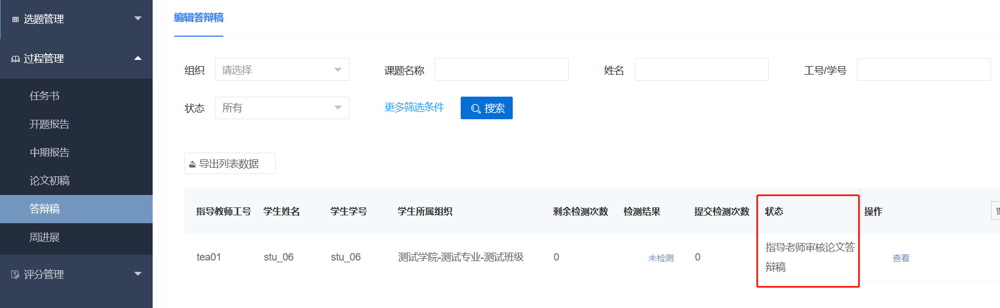 选题管理
过程管理
任务书
开题报告
中期报告
论文初稿
答辩稿
周进展
评分管理
编辑答辩稿
组织 请选择 课题名称 姓名 工号/学号
状态 所有 更多筛选条件 搜索
导出列表数据
指导教师工号 学生姓名 学生学号 学生所属组织 剩余检测次数 检测结果 提交检测次数 状态 操作
tea01 stu_06 stu_06 测试学院-测试专业-测试班级 0 未检测 0 指导老师审核论文答 查看
辩稿